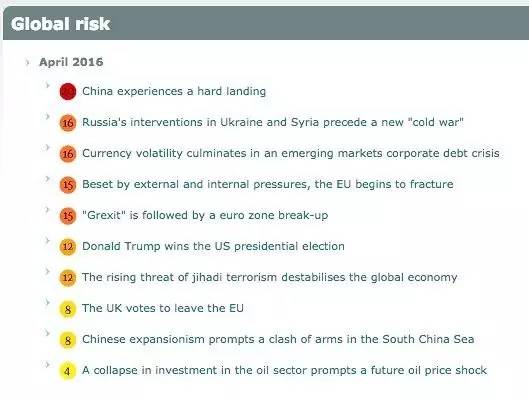 Global risk
April 2016
20 China experiences a hard landing
16 Russia's interventions in Ukraine and Syria precede a new "cold war"
16 Currency volatility culminates in an emerging markets corporate debt crisis
15 Beset by external and internal pressures, the EU begins to fracture
15 "Grexit" is followed by a euro zone break-up
12 Donald Trump wins the US presidential election
12 The rising threat of jihadi terrorism destabilises the global economy
8 The UK votes to leave the EU
8 Chinese expansionism prompts a clash of arms in the South China Sea
4 A collapse in investment in the oil sector prompts a future oil price shock